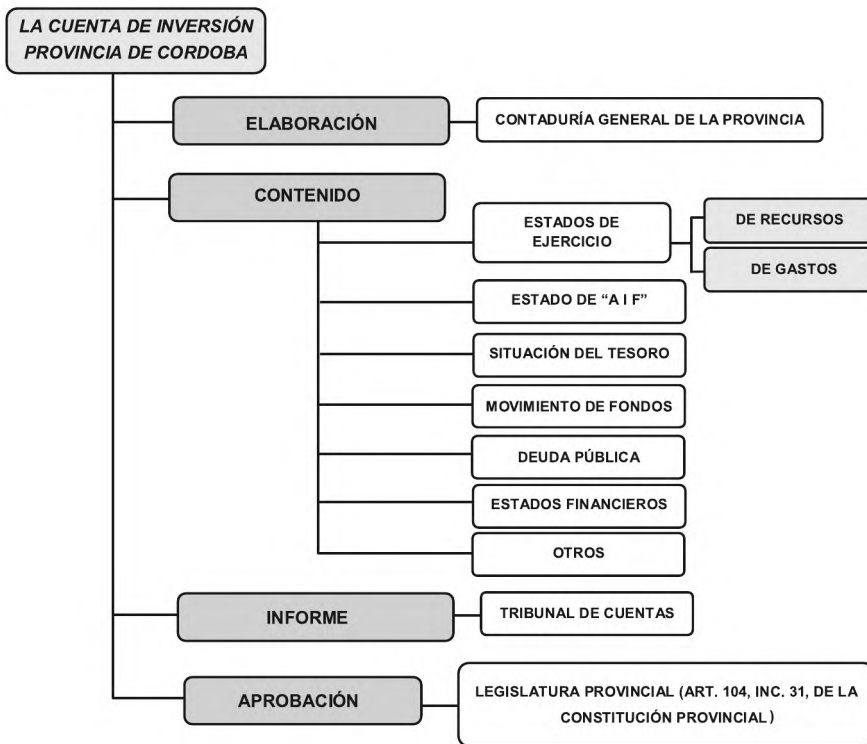 LA CUENTA DE INVERSIÓN
PROVINCIA DE CORDOBA
ELABORACIÓN
CONTADURÍA GENERAL DE LA PROVINCIA
CONTENIDO
ESTADOS DE
EJERCICIO
DE RECURSOS
DE GASTOS
ESTADO DE “A I F”
SITUACIÓN DEL TESORO
MOVIMIENTO DE FONDOS
DEUDA PÚBLICA
ESTADOS FINANCIEROS
OTROS
INFORME
TRIBUNAL DE CUENTAS
APROBACIÓN
LEGISLATURA PROVINCIAL (ART. 104, INC. 31, DE LA
CONSTITUCIÓN PROVINCIAL)